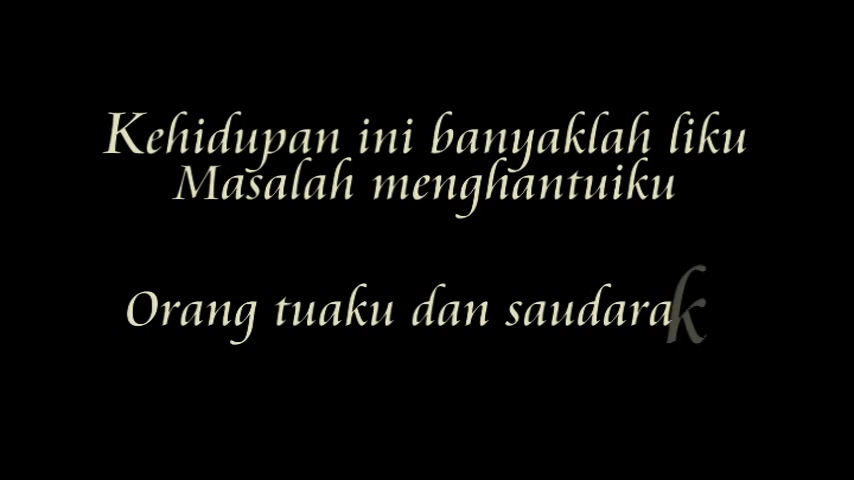 Kehidupan ini banyaklah liku
Masalah menghantuiku
Orang tuaku dan saudarak